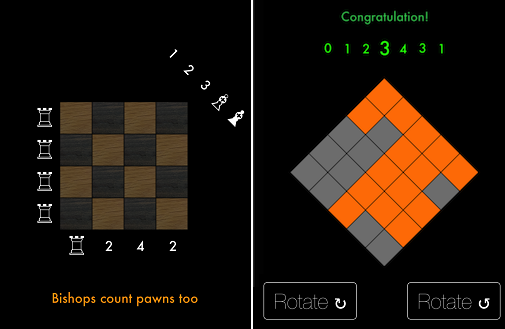 1
2
3
2 4 2
Bishops count pawns too
Congratulation!
0 1 2 3 4 3 1
Rotate ↻
Rotate ↺